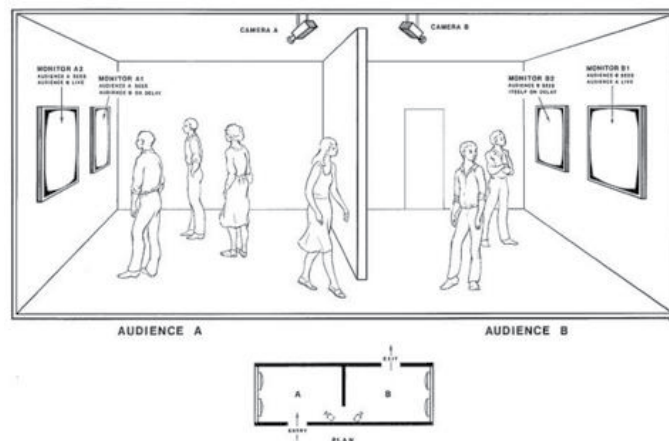 CAMERA A
CAMERA B
MONITOR A2
AUDIENCE A SEES
AUDIENCE B LIVE
MONITOR A1
AUDIENCE A SEES
AUDIENCE B ON DELAY
MONITOR B2
AUDIENCE B SEES
ITSELF ON DELAY
MONITOR B1
AUDIENCE B SEES
AUDIENCE A LIVE
AUDIENCE A
AUDIENCE B
EXIT
A
B
ENTRY
PLAN